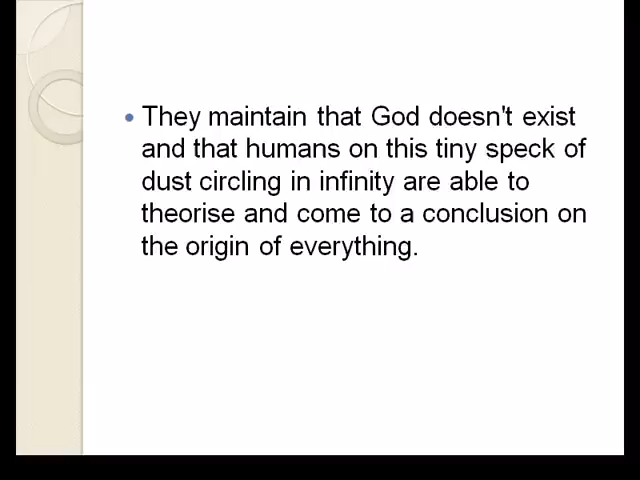 They maintain that God doesn't exist
and that humans on this tiny speck of
dust circling in infinity are able to
theorise and come to a conclusion on
the origin of everything.